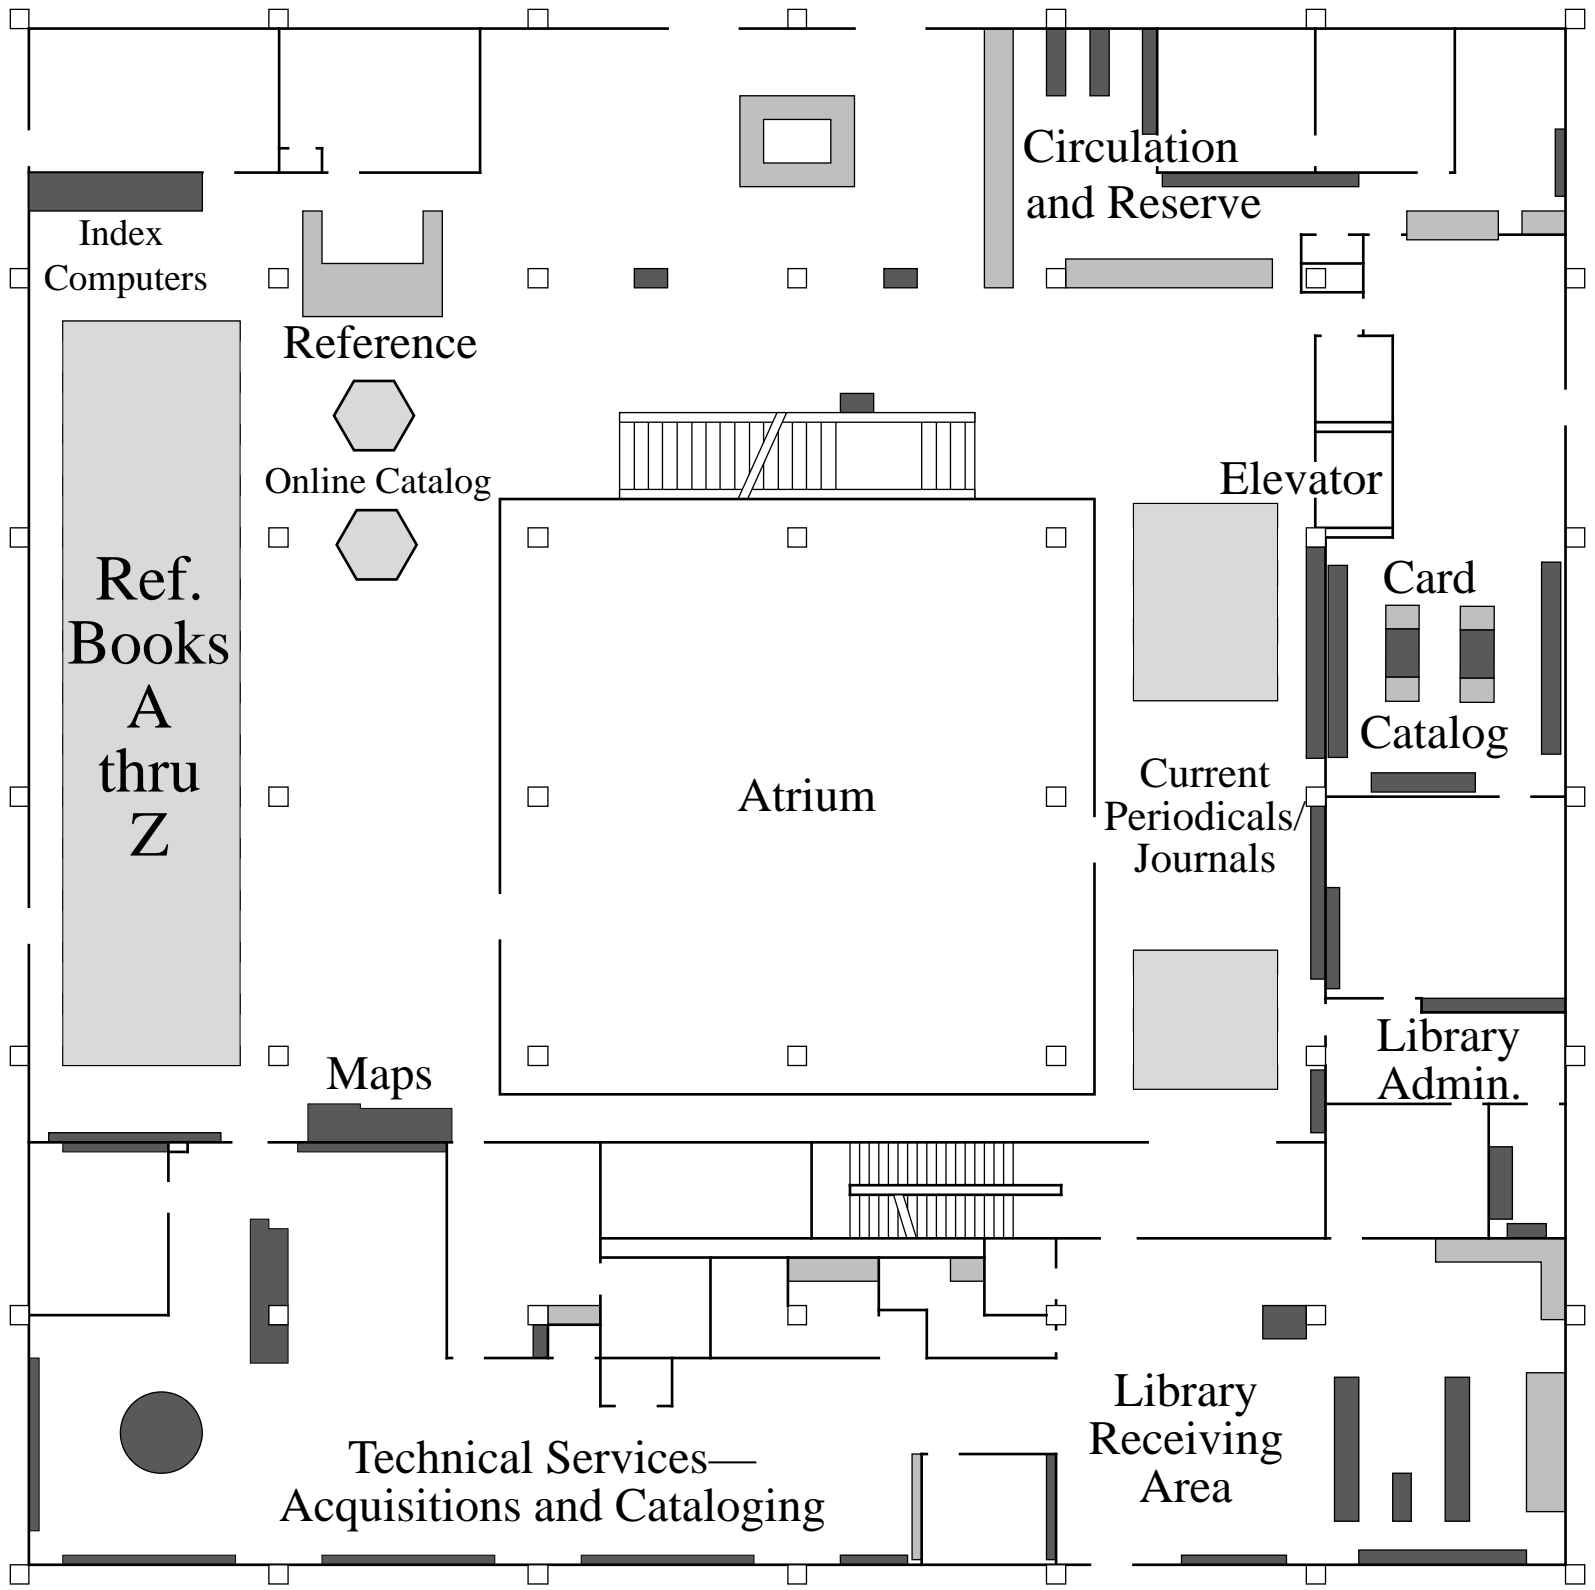 Circulation
and Reserve
Index
Computers
Reference
Online Catalog
Elevator
Ref.
Books
A
thru
Z
Card
Catalog
Atrium
Current
Periodicals/
Journals
Maps
Library
Admin.
Library
Receiving
Area
Technical Services—
Acquisitions and Cataloging